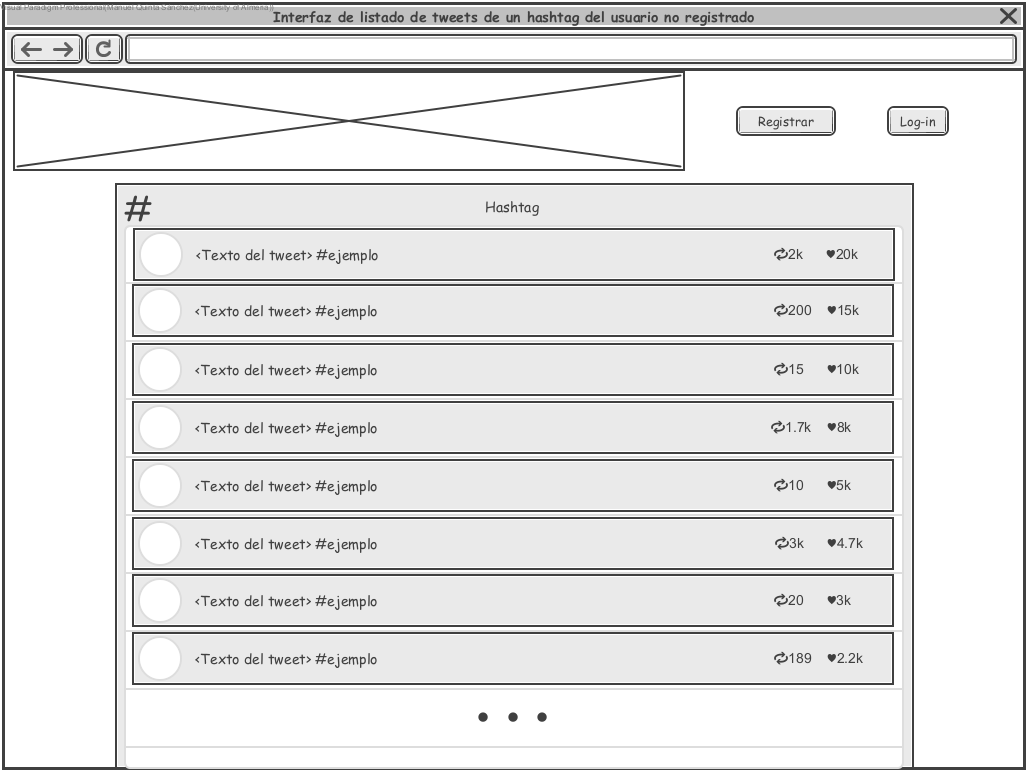 Visual Paradigm Professional(Manuel Quinta Sanchez(University of Almeria))
Interfaz de listado de tweets de un hashtag del usuario no registrado
Registrar Log-in
# Hashtag
<Texto del tweet> #ejemplo 2k 20k
<Texto del tweet> #ejemplo 200 15k
<Texto del tweet> #ejemplo 15 10k
<Texto del tweet> #ejemplo 1.7k 8k
<Texto del tweet> #ejemplo 10 5k
<Texto del tweet> #ejemplo 3k 4.7k
<Texto del tweet> #ejemplo 20 3k
<Texto del tweet> #ejemplo 189 2.2k